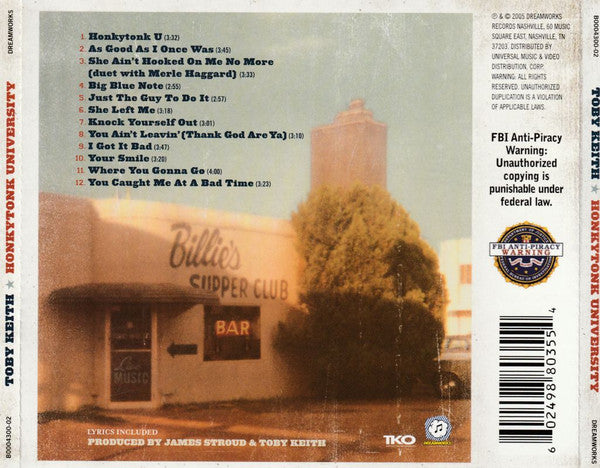 DREAMWORKS
HONKYTONK UNIVERSITY
TOBY KEITH ★
B0004300-02
1 Honkytonk U (3:32)
2 As Good As I Once Was (3:45)
3 She Ain't Hooked On Me No More
(duet with Merle Haggard) (3:33)
4 Big Blue Note (2:55)
5 Just The Guy To Do It (2:57)
6 She Left Me (3:18)
7 Knock Yourself Out (3:01)
8 You Ain't Leavin' (Thank God Are Ya) (3:10)
9 I Got It Bad (2:47)
10 Your Smile (3:20)
11 Where You Gonna Go (4:00)
12 You Caught Me At A Bad Time (3:23)
Billie's
SUPPER CLUB
BAR
Live
MUSIC
LYRICS INCLUDED
PRODUCED BY JAMES STROUD & TOBY KEITH
TKO
DREAMWORKS
℗ & © 2005 DREAMWORKS
RECORDS NASHVILLE, 60 MUSIC
SQUARE EAST, NASHVILLE, TN
37203. DISTRIBUTED BY
UNIVERSAL MUSIC & VIDEO
DISTRIBUTION, CORP.
WARNING: ALL RIGHTS
RESERVED. UNAUTHORIZED
DUPLICATION IS A VIOLATION
OF APPLICABLE LAWS.
FBI Anti-Piracy
Warning:
Unauthorized
copying is
punishable under
federal law.
FBI ANTI-PIRACY
WARNING
6 02498 80355 4
B0004300-02
TOBY KEITH ★
HONKYTONK UNIVERSITY
DREAMWORKS